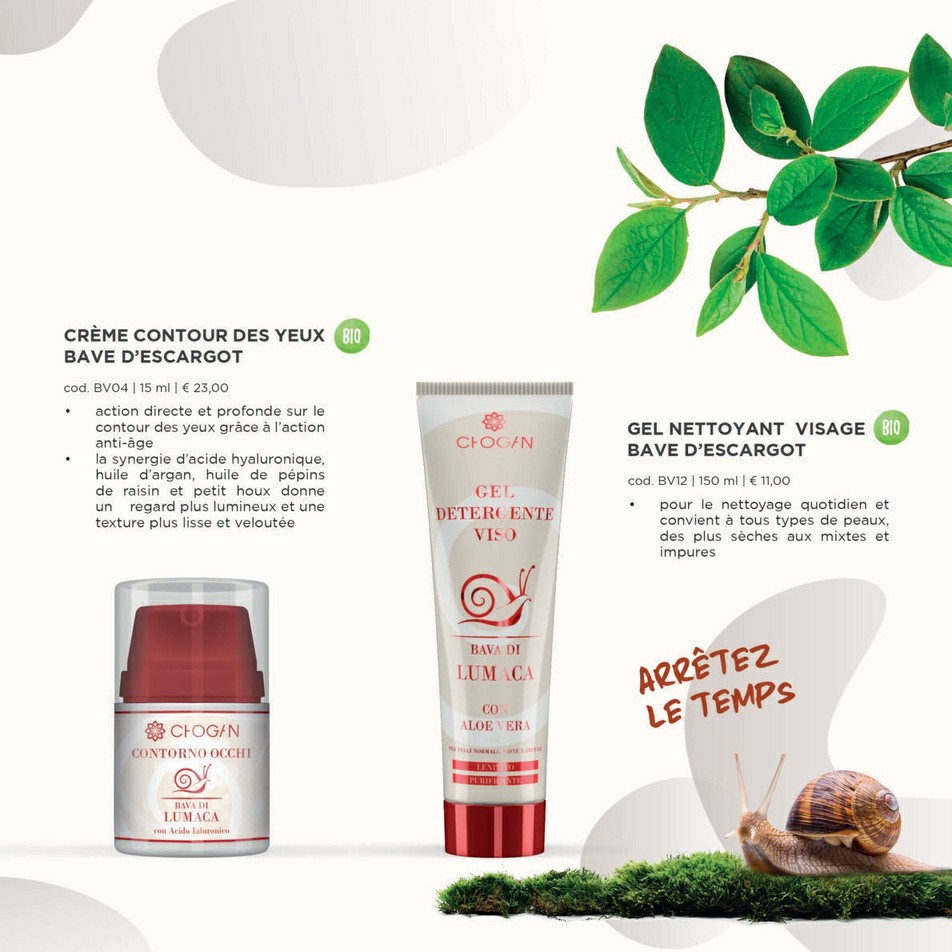 CRÈME CONTOUR DES YEUX BIO
BAVE D'ESCARGOT
cod. BV04 | 15 ml | € 23,00
• action directe et profonde sur le
contour des yeux grâce à l'action
anti-âge
• la synergie d'acide hyaluronique,
huile d'argan, huile de pépins
de raisin et petit houx donne
un regard plus lumineux et une
texture plus lisse et veloutée
CHOGAN
CONTORNO OCCHI
BAVA DI
LUMACA
con Acido Ialuronico
CHOGAN
GEL
DETERGENTE
VISO
BAVA DI
LUMACA
CON
ALOE VERA
PER PELLI NORMALI, MISTE E IMPURE
LENITIVO
PURIFICANTE
GEL NETTOYANT VISAGE BIO
BAVE D'ESCARGOT
cod. BV12 | 150 ml | € 11,00
• pour le nettoyage quotidien et
convient à tous types de peaux,
des plus sèches aux mixtes et
impures
ARRÊTEZ
LE TEMPS